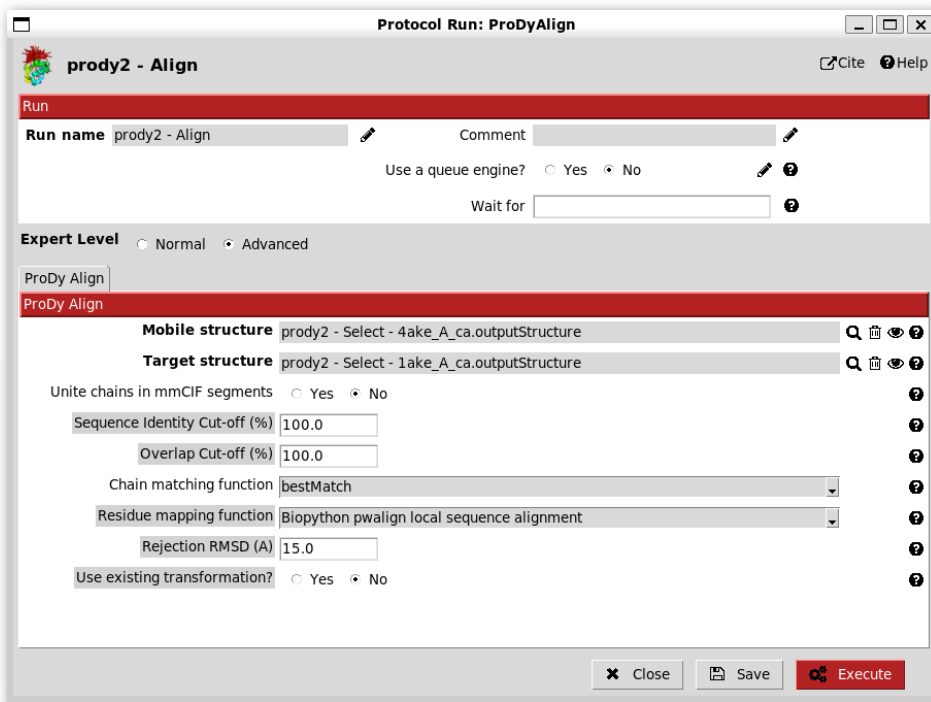 Protocol Run: ProDyAlign
prody2 - Align
Cite Help
Run
Run name prody2 - Align Comment
Use a queue engine? Yes No
Wait for
Expert Level Normal Advanced
ProDy Align
ProDy Align
Mobile structure prody2 - Select - 4ake_A_ca.outputStructure
Target structure prody2 - Select - 1ake_A_ca.outputStructure
Unite chains in mmCIF segments Yes No
Sequence Identity Cut-off (%) 100.0
Overlap Cut-off (%) 100.0
Chain matching function bestMatch
Residue mapping function Biopython pwalign local sequence alignment
Rejection RMSD (A) 15.0
Use existing transformation? Yes No
Close Save Execute